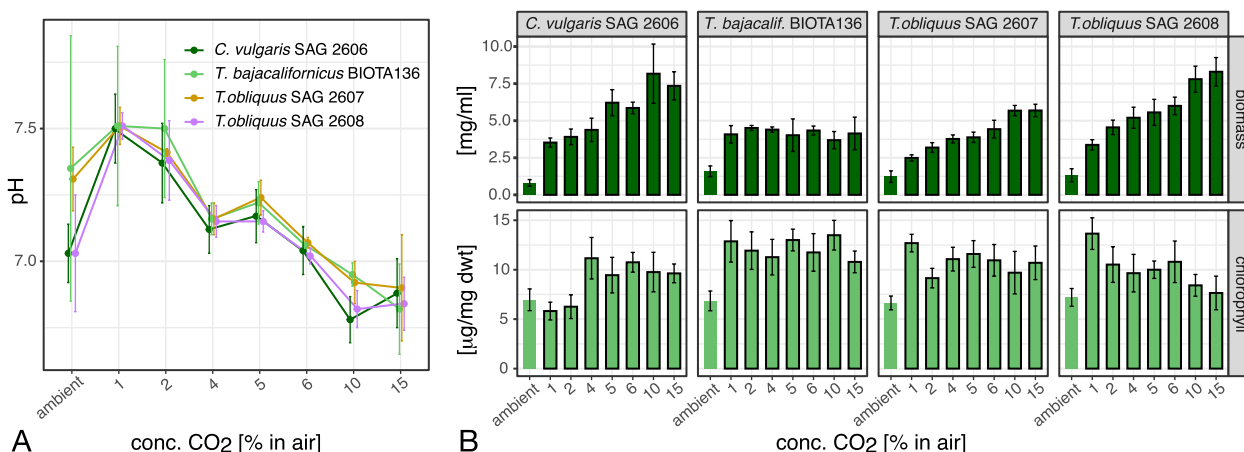 C. vulgaris SAG 2606
T. bajacalifornicus BIOTA136
T.obliquus SAG 2607
T.obliquus SAG 2608
pH
7.5
7.0
ambient 1 2 4 5 6 10 15
conc. CO2 [% in air]
A
C. vulgaris SAG 2606 T. bajacalif. BIOTA136 T.obliquus SAG 2607 T.obliquus SAG 2608
[mg/ml]
10.0
7.5
5.0
2.5
0.0
biomass
[µg/mg dwt]
15
10
5
0
chlorophyll
ambient 1 2 4 5 6 10 15 ambient 1 2 4 5 6 10 15 ambient 1 2 4 5 6 10 15 ambient 1 2 4 5 6 10 15
conc. CO2 [% in air]
B